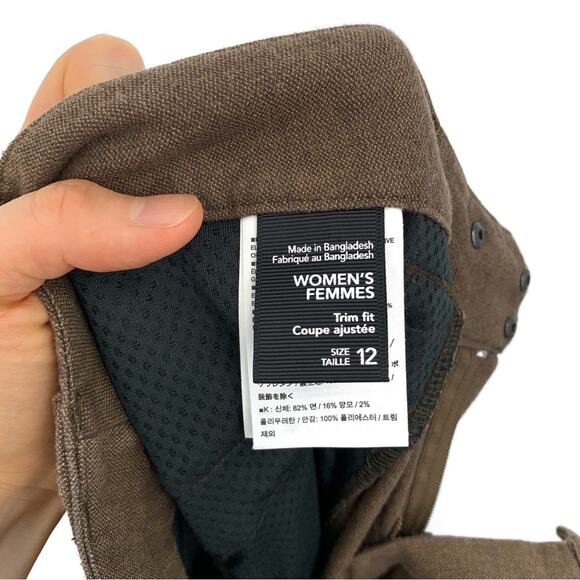 Made in Bangladesh
Fabriqué au Bangladesh
WOMEN'S
FEMMES
Trim fit
Coupe ajustée
SIZE
TAILLE 12
装飾を除く
■K : 신체: 82% 면 / 16% 양모 / 2%
폴리우레탄 / 안감: 100% 폴리에스터 / 트림
제외